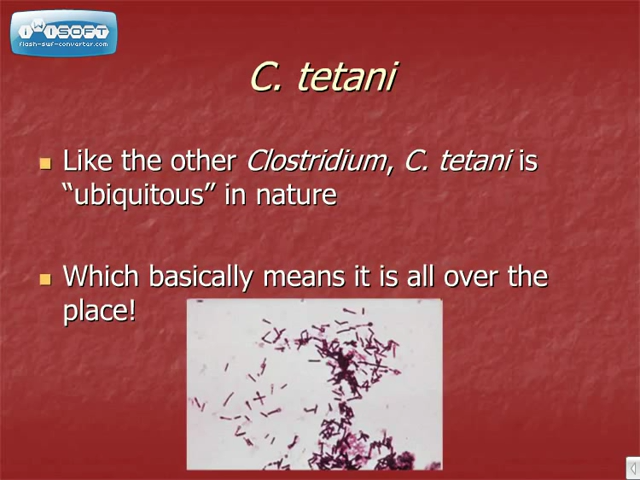 iWiSOFT
flash-swf-converter.com
C. tetani
Like the other Clostridium, C. tetani is
“ubiquitous” in nature
Which basically means it is all over the
place!